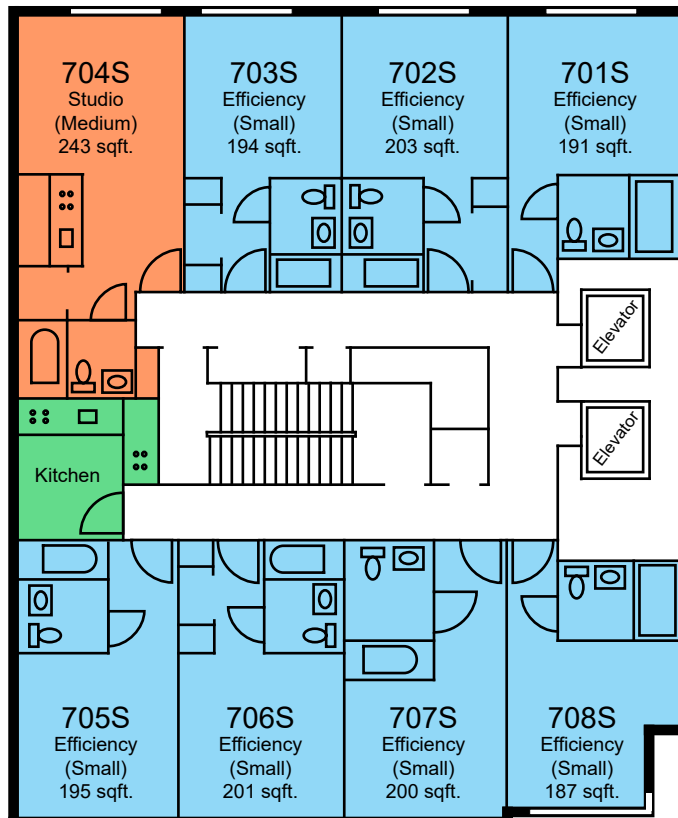 704S
Studio
(Medium)
243 sqft.
703S
Efficiency
(Small)
194 sqft.
702S
Efficiency
(Small)
203 sqft.
701S
Efficiency
(Small)
191 sqft.
Elevator
Elevator
Kitchen
705S
Efficiency
(Small)
195 sqft.
706S
Efficiency
(Small)
201 sqft.
707S
Efficiency
(Small)
200 sqft.
708S
Efficiency
(Small)
187 sqft.